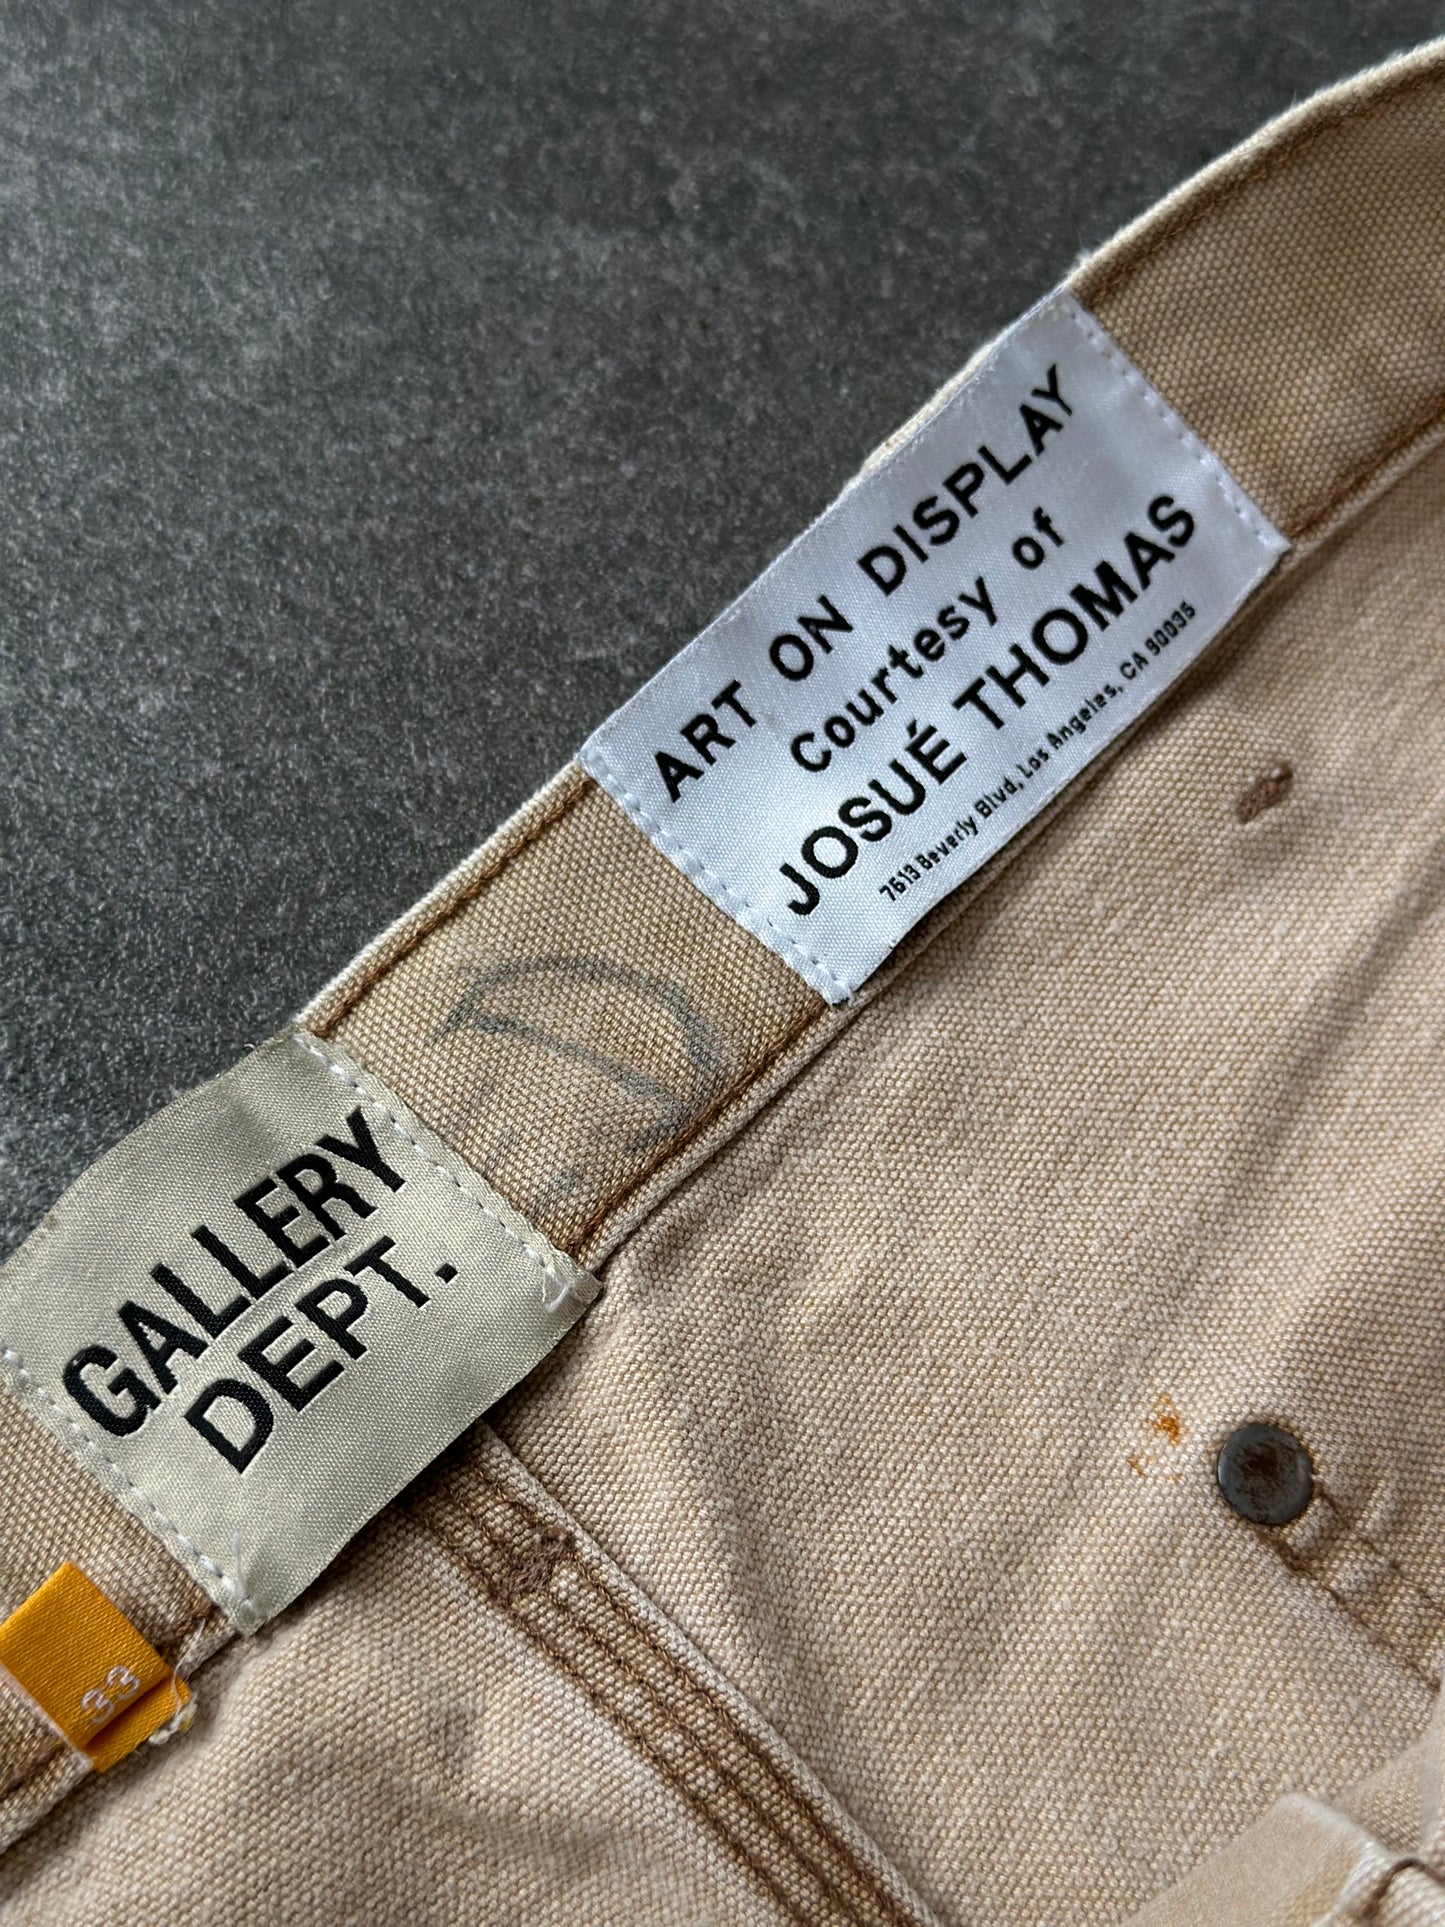 ART ON DISPLAY
Courtesy of
JOSUÉ THOMAS
7613 Beverly Blvd, Los Angeles, CA 90036
GALLERY
DEPT.
33